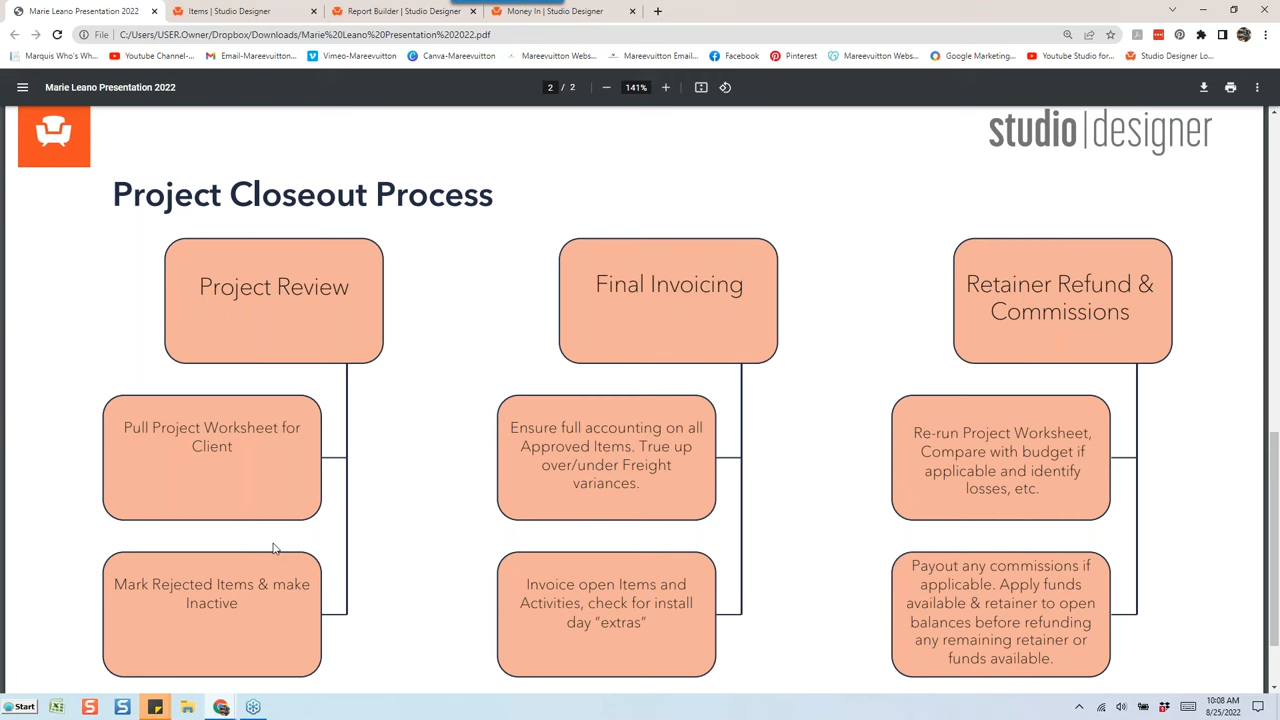 Marie Leano Presentation 2022
Items | Studio Designer
Report Builder | Studio Designer
Money In | Studio Designer
File
C:/Users/USER.Owner/Dropbox/Downloads/Marie%20Leano%20Presentation%202022.pdf
Marquis Who's Wh...
Youtube Channel-...
Email-Mareevuitton...
Vimeo-Mareevuitton
Canva-Mareevuitton
Mareevuitton Webs...
Mareevuitton Email...
Facebook
Pinterest
Mareevuitton Webs...
Google Marketing...
Youtube Studio for...
Studio Designer Lo...
Marie Leano Presentation 2022
2 / 2
141%
studio|designer
Project Closeout Process
Project Review
Pull Project Worksheet for
Client
Mark Rejected Items & make
Inactive
Final Invoicing
Ensure full accounting on all
Approved Items. True up
over/under Freight
variances.
Invoice open Items and
Activities, check for install
day "extras"
Retainer Refund &
Commissions
Re-run Project Worksheet,
Compare with budget if
applicable and identify
losses, etc.
Payout any commissions if
applicable. Apply funds
available & retainer to open
balances before refunding
any remaining retainer or
funds available.
Start
10:08 AM
8/25/2022